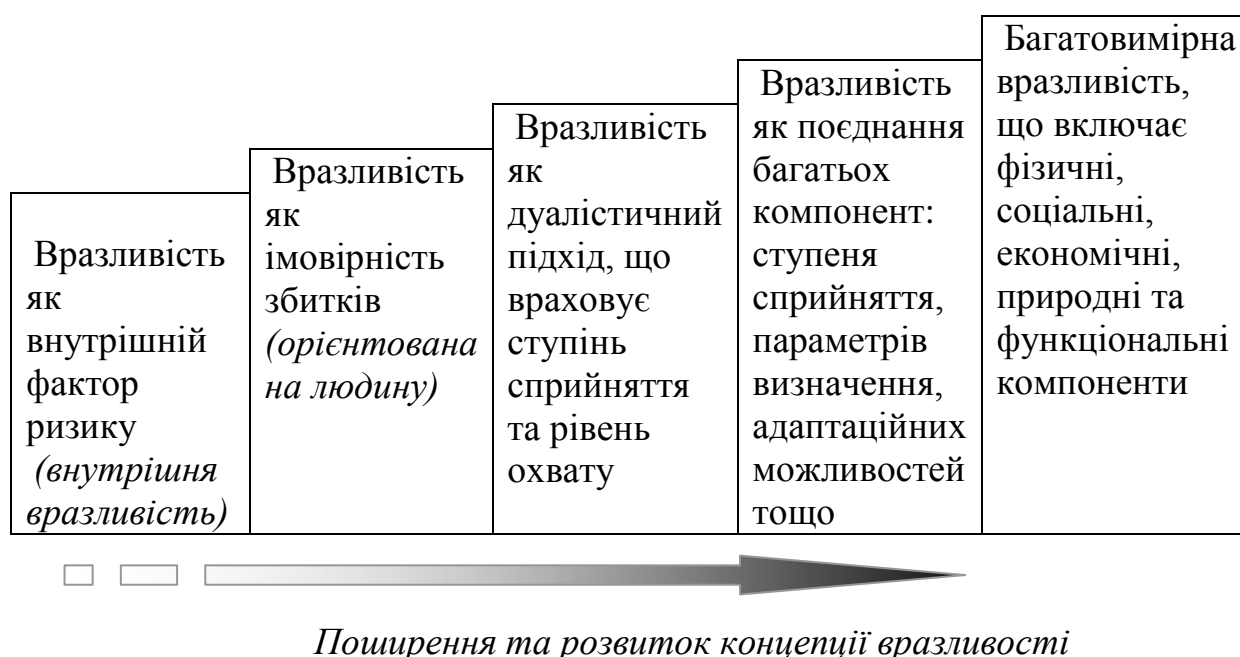 Вразливість
як
внутрішній
фактор
ризику
(внутрішня
вразливість)
Вразливість
як
імовірність
збитків
(орієнтована
на людину)
Вразливість
як
дуалістичний
підхід, що
враховує
ступінь
сприйняття
та рівень
охвату
Вразливість
як поєднання
багатьох
компонент:
ступеня
сприйняття,
параметрів
визначення,
адаптаційних
можливостей
тощо
Багатовимірна
вразливість,
що включає
фізичні,
соціальні,
економічні,
природні та
функціональні
компоненти
Поширення та розвиток концепції вразливості